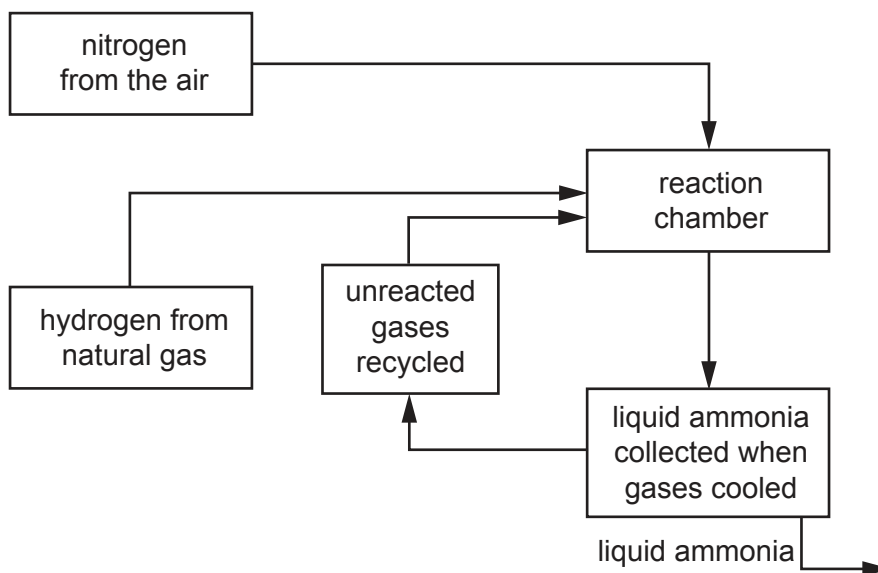 nitrogen
from the air
reaction
chamber
hydrogen from
natural gas
unreacted
gases
recycled
liquid ammonia
collected when
gases cooled
liquid ammonia